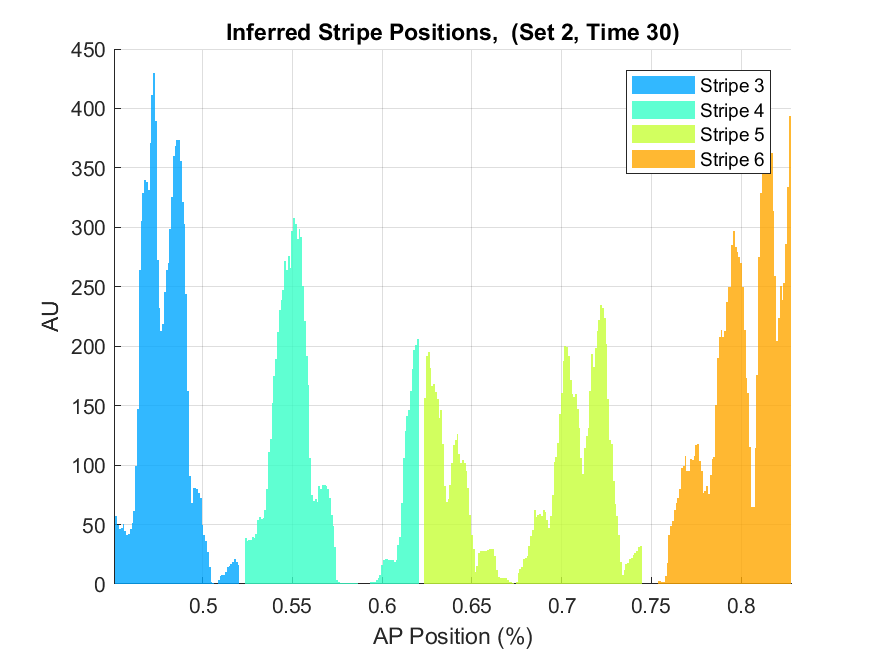 Inferred Stripe Positions,  (Set 2, Time 30)
450
400
350
300
250
200
150
100
50
0
AU
0.5
0.55
0.6
0.65
0.7
0.75
0.8
AP Position (%)
Stripe 3
Stripe 4
Stripe 5
Stripe 6